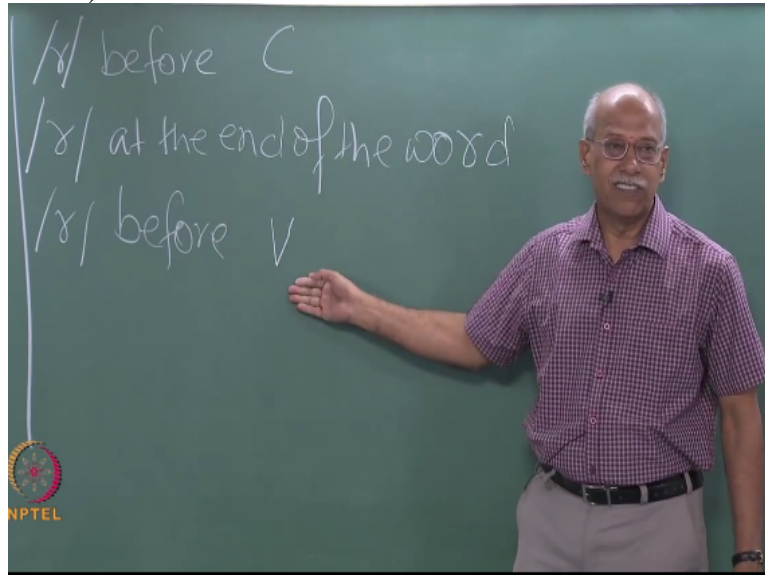 /r/ before C
/r/ at the end of the word
/r/ before V
NPTEL